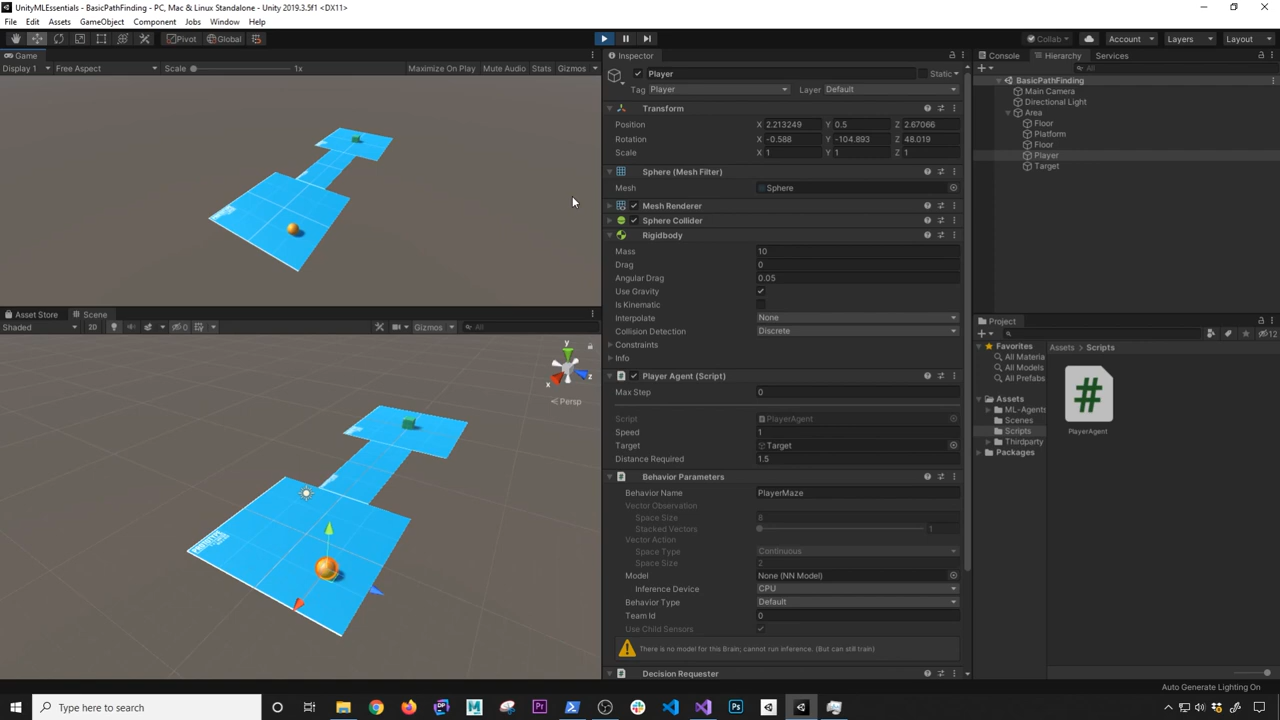 UnityMLEssentials - BasicPathFinding - PC, Mac & Linux Standalone - Unity 2019.3.5f1 <DX11>
File Edit Assets GameObject Component Jobs Window Help
Pivot Global
Collab Account Layers Layout
Game
Display 1 Free Aspect Scale 1x Maximize On Play Mute Audio Stats Gizmos
Asset Store Scene
Shaded 2D 0 Gizmos All
y
x z
Persp
Inspector
Player Static
Tag Player Layer Default
Transform
Position X 2.213249 Y 0.5 Z 2.67066
Rotation X -0.588 Y -104.893 Z 48.019
Scale X 1 Y 1 Z 1
Sphere (Mesh Filter)
Mesh Sphere
Mesh Renderer
Sphere Collider
Rigidbody
Mass 10
Drag 0
Angular Drag 0.05
Use Gravity
Is Kinematic
Interpolate None
Collision Detection Discrete
Constraints
Info
Player Agent (Script)
Max Step 0
Script PlayerAgent
Speed 1
Target Target
Distance Required 1.5
Behavior Parameters
Behavior Name PlayerMaze
Vector Observation
Space Size 8
Stacked Vectors 1
Vector Action
Space Type Continuous
Space Size 2
Model None (NN Model)
Inference Device CPU
Behavior Type Default
Team Id 0
Use Child Sensors
There is no model for this Brain; cannot run inference. (But can still train)
Decision Requester
Console Hierarchy Services
All
BasicPathFinding
Main Camera
Directional Light
Area
Floor
Platform
Floor
Player
Target
Project
12
Favorites
All Materia
All Models
All Prefabs
Assets
ML-Agents
Scenes
Scripts
Thirdparty
Packages
Assets > Scripts
#
PlayerAgent
Auto Generate Lighting On
Type here to search